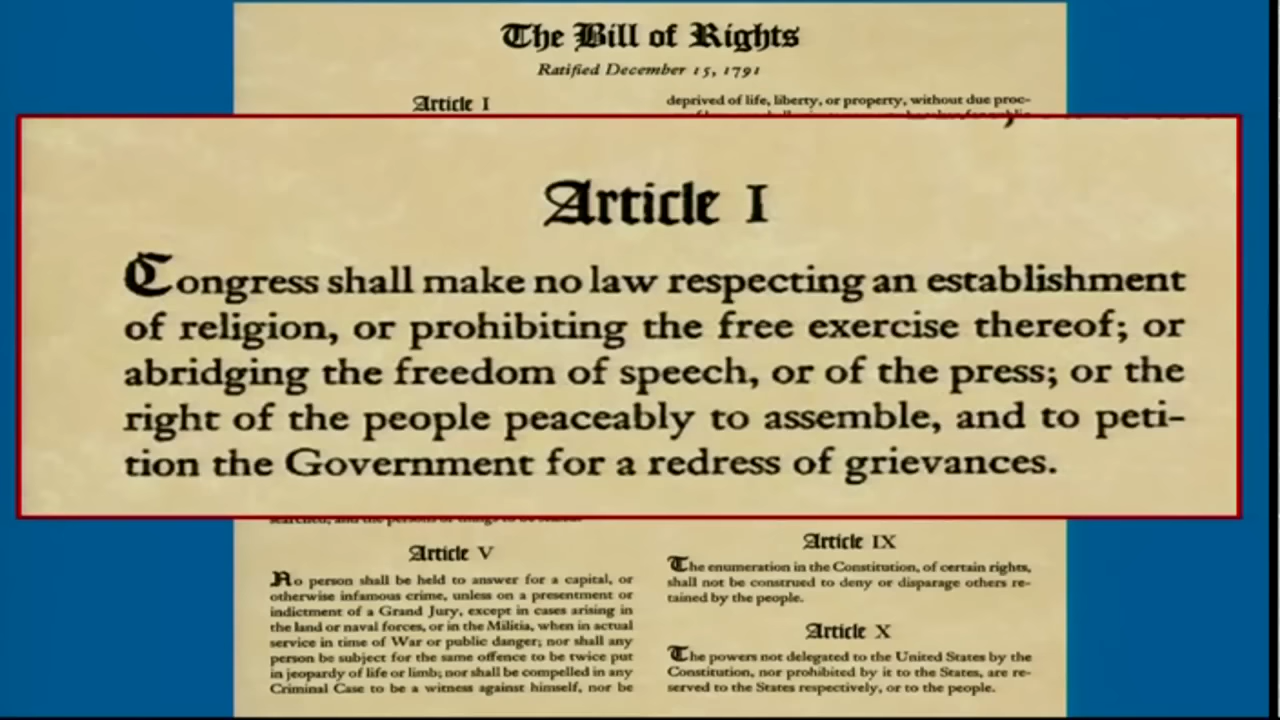 The Bill of Rights
Ratified December 15, 1791
Article I
deprived of life, liberty, or property, without due proc-
Article I
Congress shall make no law respecting an establishment
of religion, or prohibiting the free exercise thereof; or
abridging the freedom of speech, or of the press; or the
right of the people peaceably to assemble, and to peti-
tion the Government for a redress of grievances.
Article V
No person shall be held to answer for a capital, or
otherwise infamous crime, unless on a presentment or
indictment of a Grand Jury, except in cases arising in
the land or naval forces, or in the Militia, when in actual
service in time of War or public danger; nor shall any
person be subject for the same offence to be twice put
in jeopardy of life or limb; nor shall be compelled in any
Criminal Case to be a witness against himself, nor be
Article IX
The enumeration in the Constitution, of certain rights,
shall not be construed to deny or disparage others re-
tained by the people.
Article X
The powers not delegated to the United States by the
Constitution, nor prohibited by it to the States, are re-
served to the States respectively, or to the people.